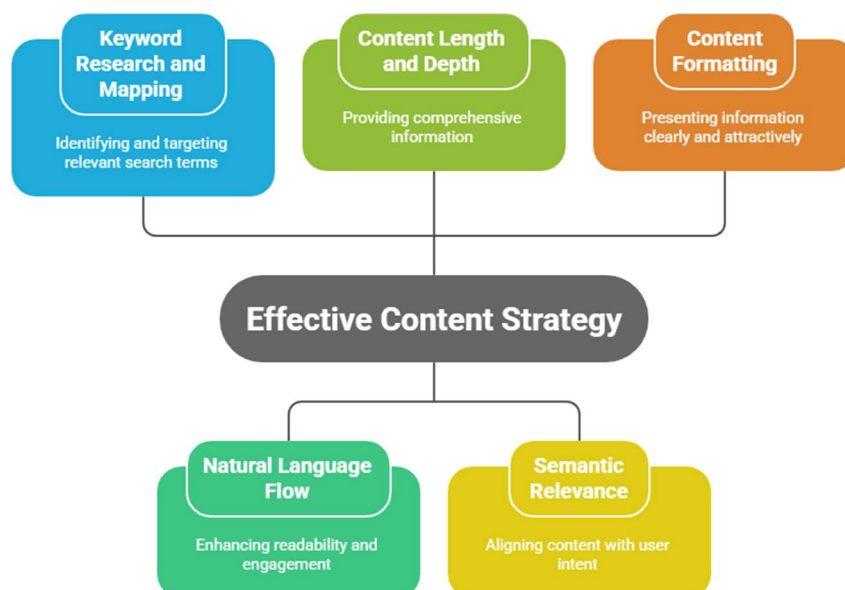 Keyword
Research and
Mapping
Identifying and targeting
relevant search terms
Content Length
and Depth
Providing comprehensive
information
Content
Formatting
Presenting information
clearly and attractively
Effective Content Strategy
Natural Language
Flow
Enhancing readability and
engagement
Semantic
Relevance
Aligning content with user
intent